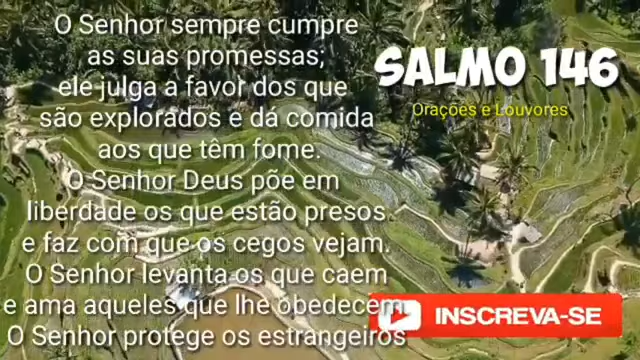 O Senhor sempre cumpre
as suas promessas;
ele julga a favor dos que
são explorados e dá comida
aos que têm fome.
O Senhor Deus põe em
liberdade os que estão presos
e faz com que os cegos vejam.
O Senhor levanta os que caem
e ama aqueles que lhe obedecem.
O Senhor protege os estrangeiros
SALMO 146
Orações e Louvores
INSCREVA-SE